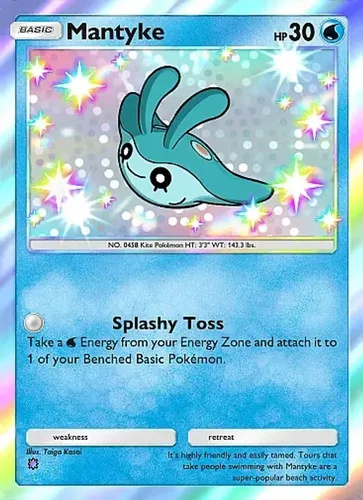 BASIC Mantyke HP 30
NO. 0458 Kite Pokémon HT: 3'3" WT: 143.3 lbs.
Splashy Toss
Take a Energy from your Energy Zone and attach it to
1 of your Benched Basic Pokémon.
weakness retreat
Illus. Taiga Kasai
It's highly friendly and easily tamed. Tours that
take people swimming with Mantyke are a
super-popular beach activity.